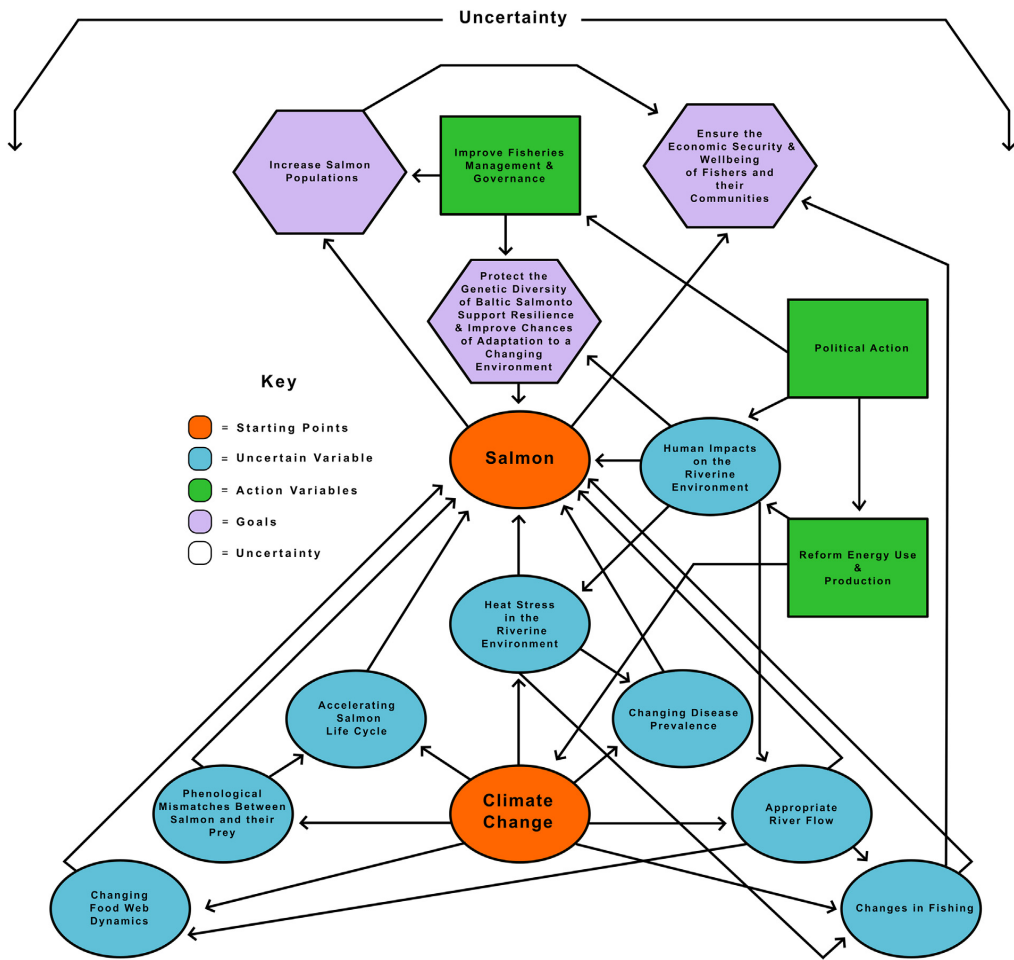 Uncertainty
Increase Salmon
Populations
Improve Fisheries
Management &
Governance
Ensure the
Economic Security &
Wellbeing
of Fishers and
their
Communities
Protect the
Genetic Diversity
of Baltic Salmonto
Support Resilience
& Improve Chances
of Adaptation to a
Changing
Environment
Political Action
Key
= Starting Points
= Uncertain Variable
= Action Variables
= Goals
= Uncertainty
Salmon
Human Impacts
on the
Riverine
Environment
Reform Energy Use
&
Production
Heat Stress
in the
Riverine
Environment
Accelerating
Salmon
Life Cycle
Changing Disease
Prevalence
Phenological
Mismatches Between
Salmon and their
Prey
Climate
Change
Appropriate
River Flow
Changing
Food Web
Dynamics
Changes in Fishing